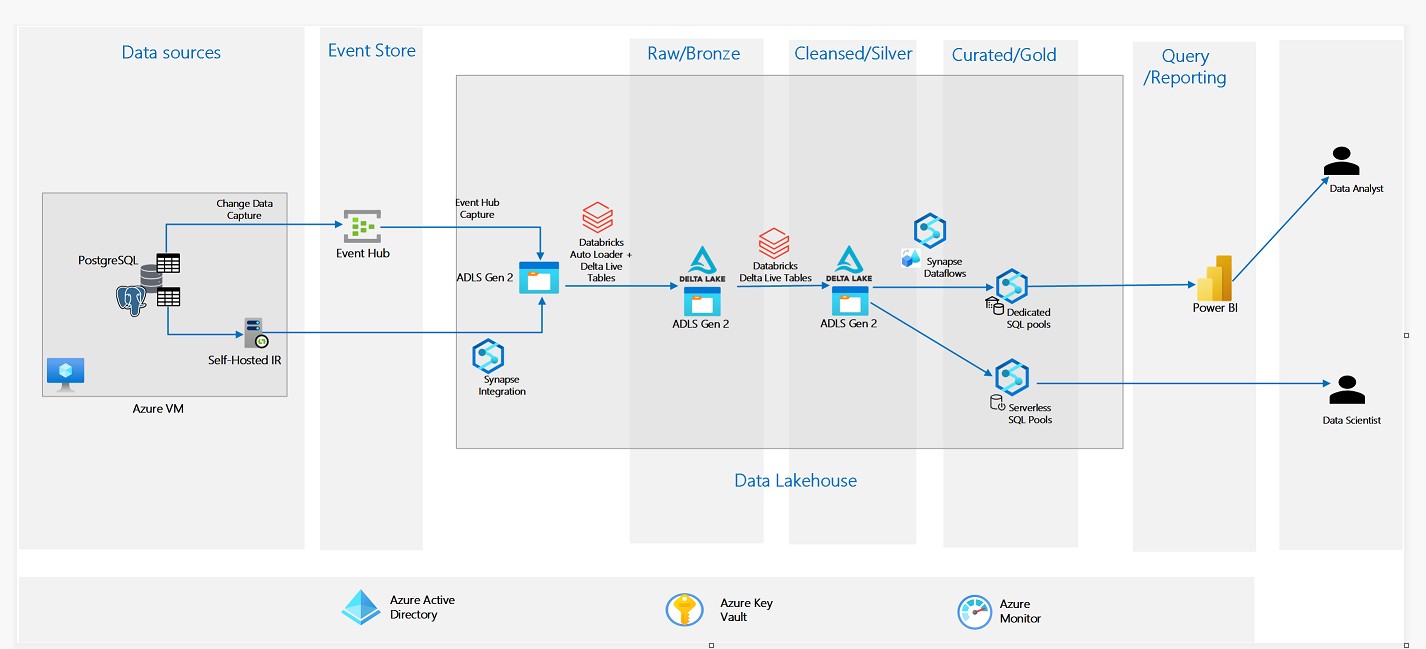 Data sources
Event Store
Raw/Bronze
Cleansed/Silver
Curated/Gold
Query
/Reporting
Change Data
Capture
PostgreSQL
Self-Hosted IR
Azure VM
Event Hub
Event Hub
Capture
ADLS Gen 2
Synapse
Integration
Databricks
Auto Loader +
Delta Live
Tables
DELTA LAKE
ADLS Gen 2
Databricks
Delta Live Tables
DELTA LAKE
ADLS Gen 2
Synapse
Dataflows
Dedicated
SQL pools
Serverless
SQL Pools
Power BI
Data Analyst
Data Scientist
Data Lakehouse
Azure Active
Directory
Azure Key
Vault
Azure
Monitor